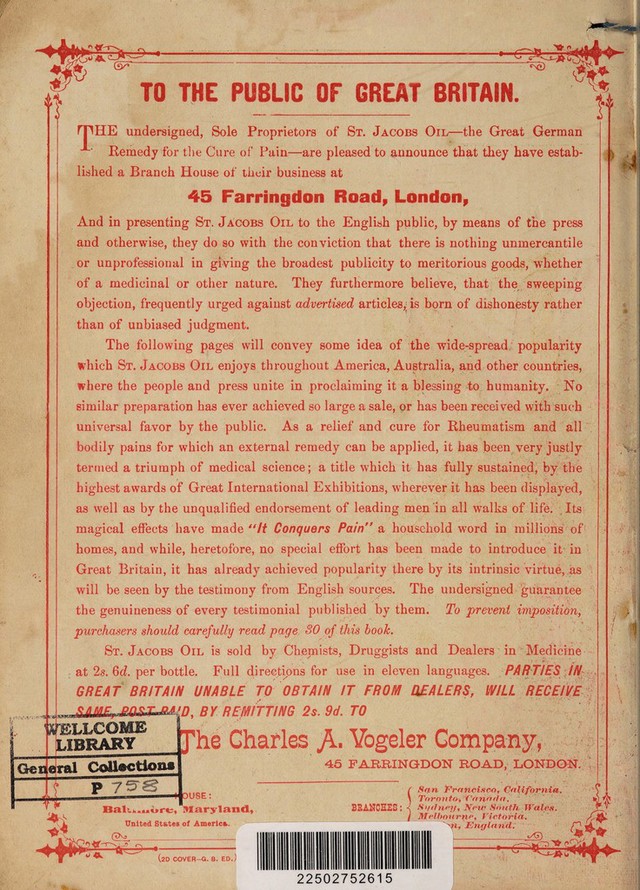 TO THE PUBLIC OF GREAT BRITAIN.
THE undersigned, Sole Proprietors of ST. JACOBS OIL—the Great German
Remedy for the Cure of Pain—are pleased to announce that they have estab-
lished a Branch House of their business at
45 Farringdon Road, London,
And in presenting ST. JACOBS OIL to the English public, by means of the press
and otherwise, they do so with the conviction that there is nothing unmercantile
or unprofessional in giving the broadest publicity to meritorious goods, whether
of a medicinal or other nature. They furthermore believe, that the sweeping
objection, frequently urged against advertised articles, is born of dishonesty rather
than of unbiased judgment.
The following pages will convey some idea of the wide-spread popularity
which ST. JACOBS OIL enjoys throughout America, Australia, and other countries,
where the people and press unite in proclaiming it a blessing to humanity. No
similar preparation has ever achieved so large a sale, or has been received with such
universal favor by the public. As a relief and cure for Rheumatism and all
bodily pains for which an external remedy can be applied, it has been very justly
termed a triumph of medical science; a title which it has fully sustained, by the
highest awards of Great International Exhibitions, wherever it has been displayed,
as well as by the unqualified endorsement of leading men in all walks of life. Its
magical effects have made "It Conquers Pain" a household word in millions of
homes, and while, heretofore, no special effort has been made to introduce it in
Great Britain, it has already achieved popularity there by its intrinsic virtue, as
will be seen by the testimony from English sources. The undersigned guarantee
the genuineness of every testimonial published by them. To prevent imposition,
purchasers should carefully read page 30 of this book.
ST. JACOBS OIL is sold by Chemists, Druggists and Dealers in Medicine
at 2s. 6d. per bottle. Full directions for use in eleven languages. PARTIES IN
GREAT BRITAIN UNABLE TO OBTAIN IT FROM DEALERS, WILL RECEIVE
SAME, POST-PAID, BY REMITTING 2s. 9d. TO
The Charles A. Vogeler Company,
45 FARRINGDON ROAD, LONDON.
WELLCOME
LIBRARY
General Collections
P 758
Baltimore, Maryland,
United States of America.
BRANCHES:
San Francisco, California.
Toronto, Canada.
Sydney, New South Wales.
Melbourne, Victoria.
England.
(2D COVER—G. B. ED.)
22502752615